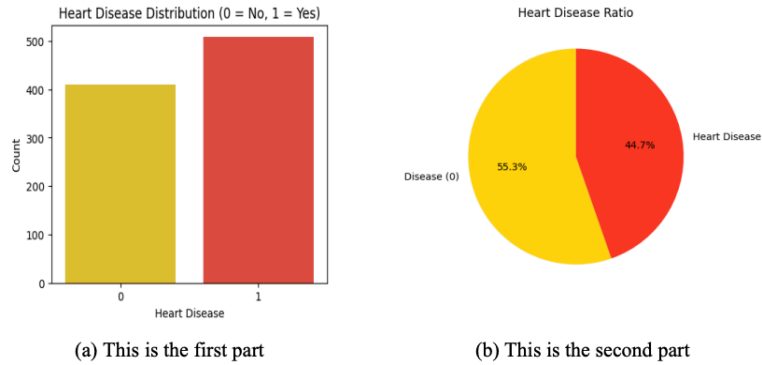 Heart Disease Distribution (0 = No, 1 = Yes)
500
400
300
200
100
0
Count
0
1
Heart Disease
(a) This is the first part
Heart Disease Ratio
Heart Disease
44.7%
55.3%
Disease (0)
(b) This is the second part